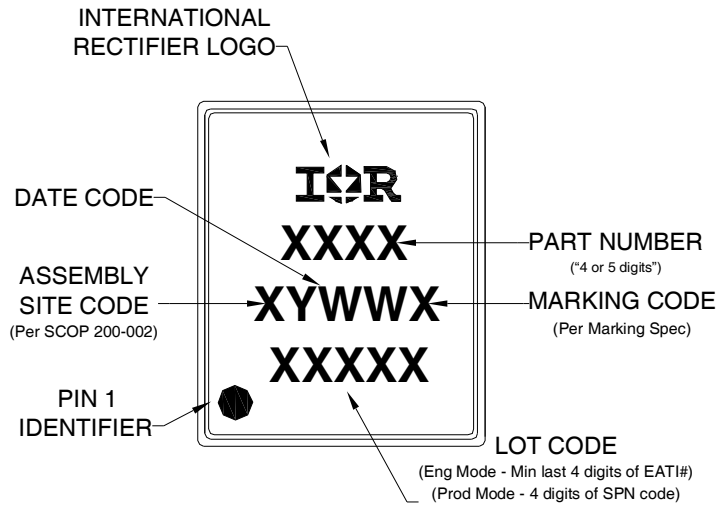 INTERNATIONAL
RECTIFIER LOGO
IOR
DATE CODE
XXXX
PART NUMBER
(“4 or 5 digits”)
ASSEMBLY
SITE CODE
(Per SCOP 200-002)
XYWWX
MARKING CODE
(Per Marking Spec)
XXXXX
PIN 1
IDENTIFIER
LOT CODE
(Eng Mode - Min last 4 digits of EATI#)
(Prod Mode - 4 digits of SPN code)